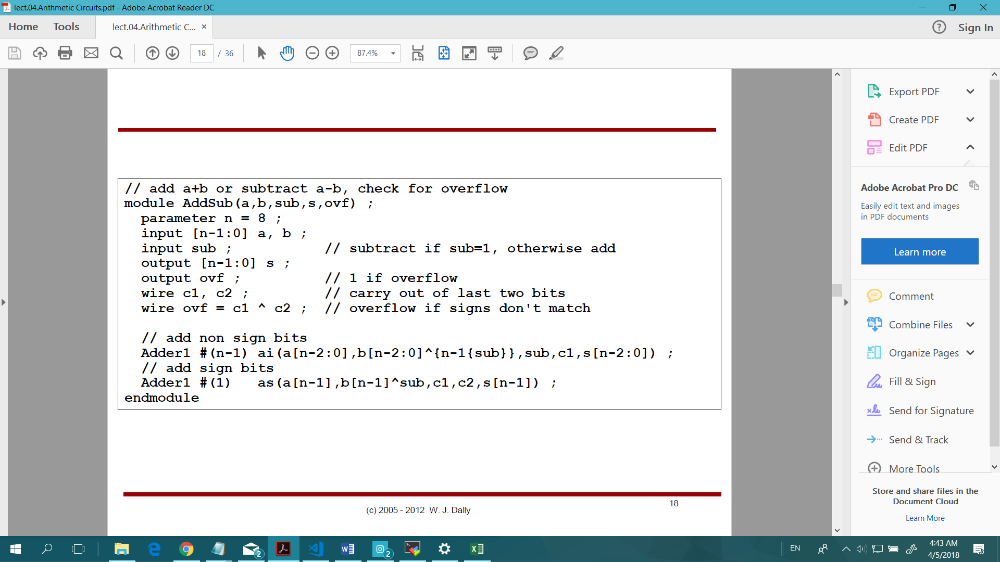 lect.04.Arithmetic Circuits.pdf - Adobe Acrobat Reader DC
Home Tools lect.04.Arithmetic C... × ? Sign In
18 / 36 87.4%
// add a+b or subtract a-b, check for overflow
module AddSub(a,b,sub,s,ovf) ;
parameter n = 8 ;
input [n-1:0] a, b ;
input sub ; // subtract if sub=1, otherwise add
output [n-1:0] s ;
output ovf ; // 1 if overflow
wire c1, c2 ; // carry out of last two bits
wire ovf = c1 ^ c2 ; // overflow if signs don't match
// add non sign bits
Adder1 #(n-1) ai(a[n-2:0],b[n-2:0]^{n-1{sub}},sub,c1,s[n-2:0]) ;
// add sign bits
Adder1 #(1) as(a[n-1],b[n-1]^sub,c1,c2,s[n-1]) ;
endmodule
18
(c) 2005 - 2012 W. J. Dally
Export PDF
Create PDF
Edit PDF
Adobe Acrobat Pro DC
Easily edit text and images
in PDF documents
Learn more
Comment
Combine Files
Organize Pages
Fill & Sign
Send for Signature
Send & Track
More Tools
Store and share files in the
Document Cloud
Learn More
2 2 EN 4:43 AM
4/5/2018